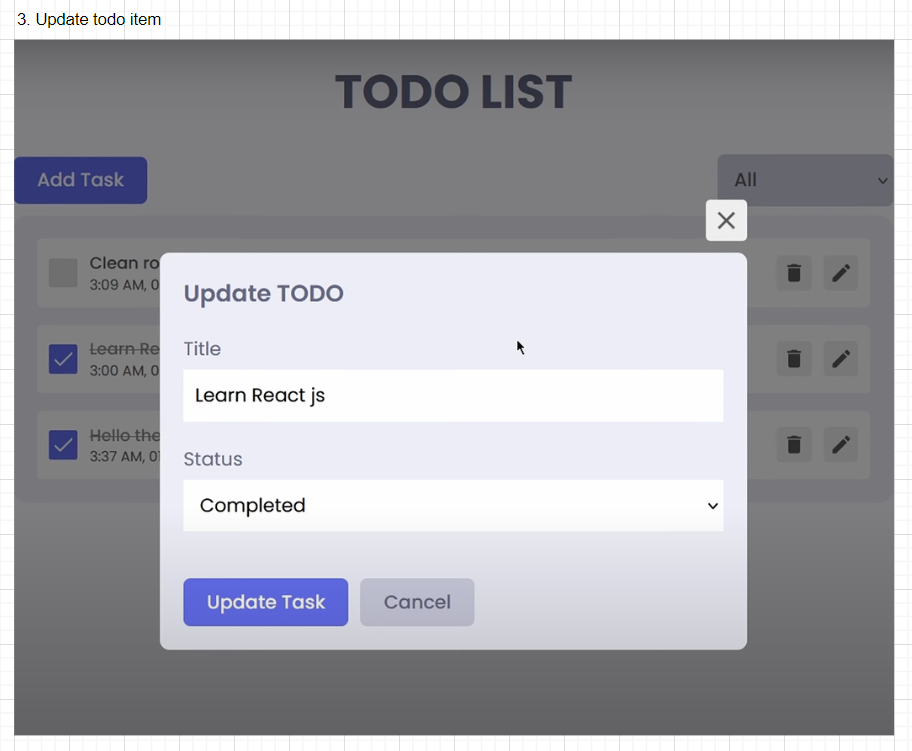 3. Update todo item
TODO LIST
Add Task
All
Clean ro
3:09 AM, 0
Update TODO
Title
Learn Re
3:00 AM, 0
Learn React js
Hello the
3:37 AM, 01
Status
Completed
Update Task
Cancel